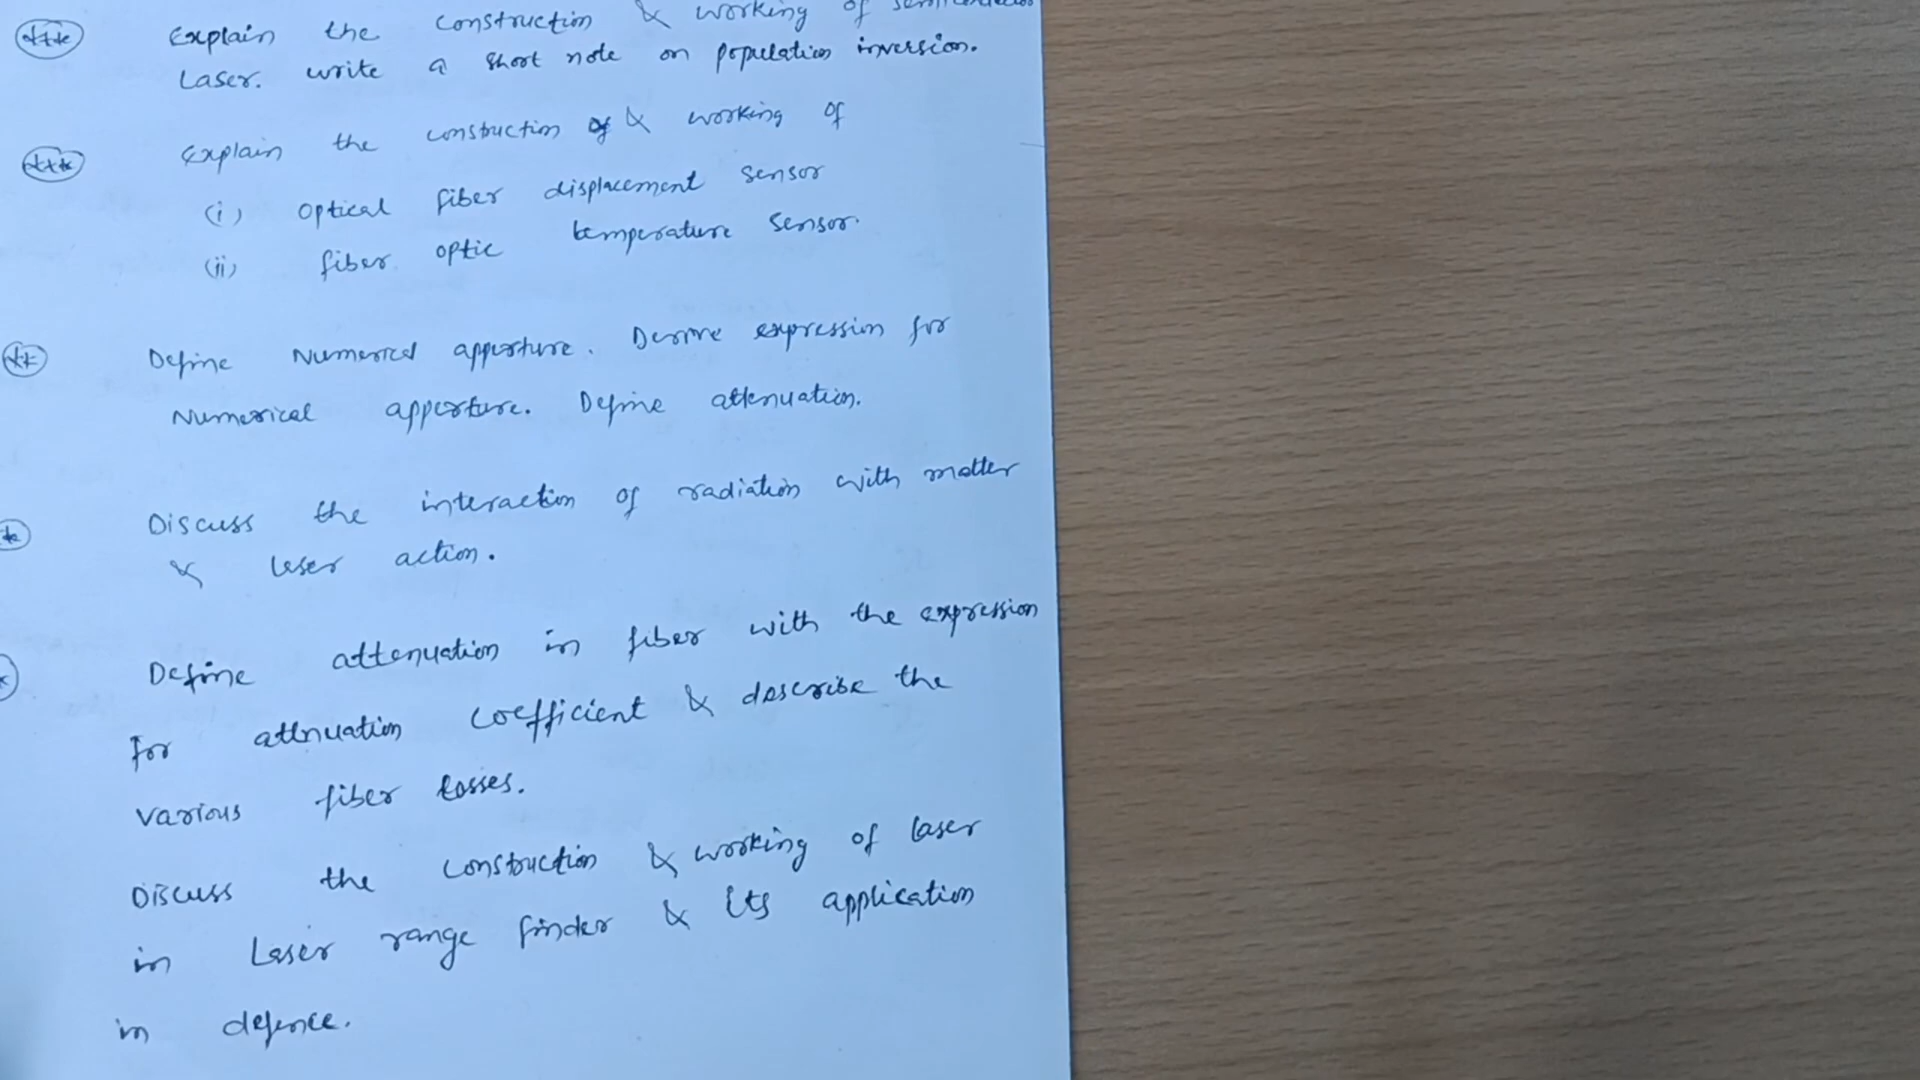 *** Explain the construction & working of semiconductor
Laser. write a short note on population inversion.
*** Explain the construction & working of
(i) optical fiber displacement sensor
(ii) fiber optic temperature sensor.
** Define Numerical apperture. Derive expression for
Numerical apperture. Define attenuation.
* Discuss the interaction of radiation with matter
& laser action.
Define attenuation in fiber with the expression
for attnuation coefficient & describe the
various fiber losses.
Discuss the construction & working of laser
in Laser range finder & its application
in defence.